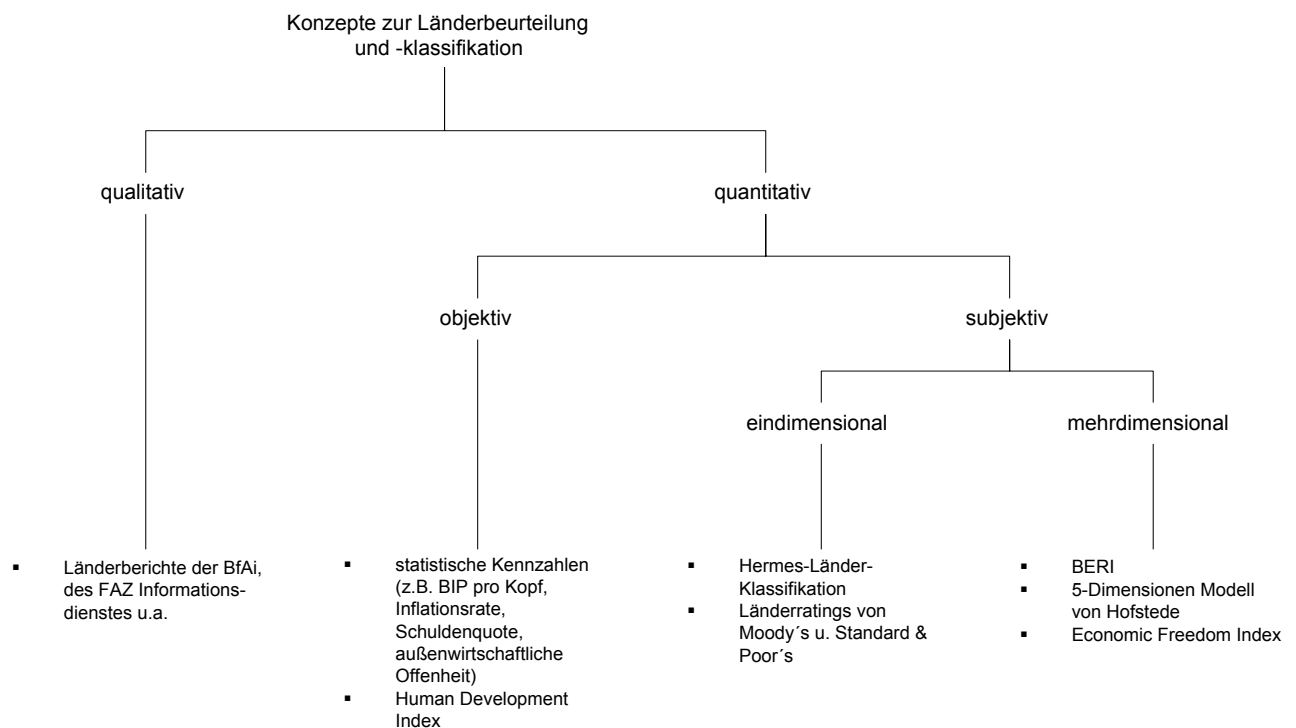 Konzepte zur Länderbeurteilung
und -klassifikation
qualitativ
quantitativ
objektiv
subjektiv
eindimensional
mehrdimensional
▪ Länderberichte der BfAi,
des FAZ Informations-
dienstes u.a.
▪ statistische Kennzahlen
(z.B. BIP pro Kopf,
Inflationsrate,
Schuldenquote,
außenwirtschaftliche
Offenheit)
▪ Human Development
Index
▪ Hermes-Länder-
Klassifikation
▪ Länderratings von
Moody´s u. Standard &
Poor´s
▪ BERI
▪ 5-Dimensionen Modell
von Hofstede
▪ Economic Freedom Index